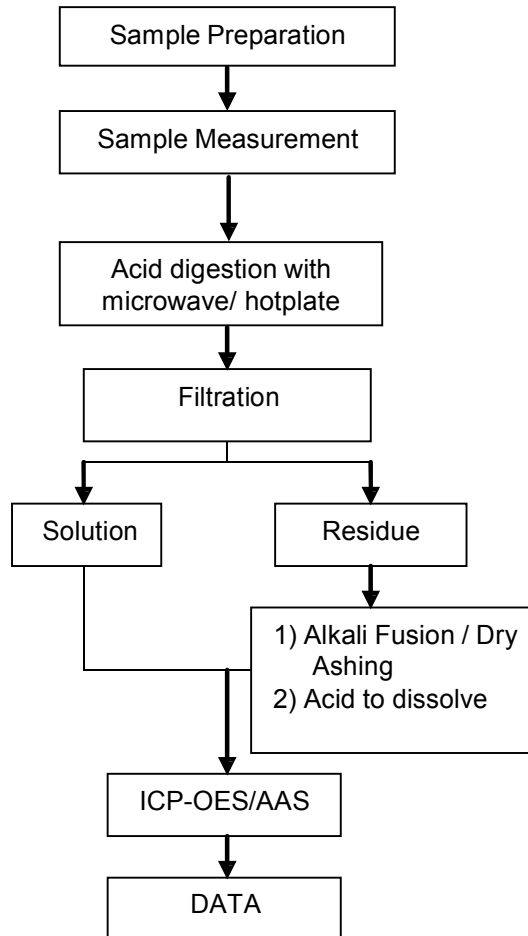 Sample Preparation
Sample Measurement
Acid digestion with
microwave/ hotplate
Filtration
Solution
Residue
1) Alkali Fusion / Dry
Ashing
2) Acid to dissolve
ICP-OES/AAS
DATA